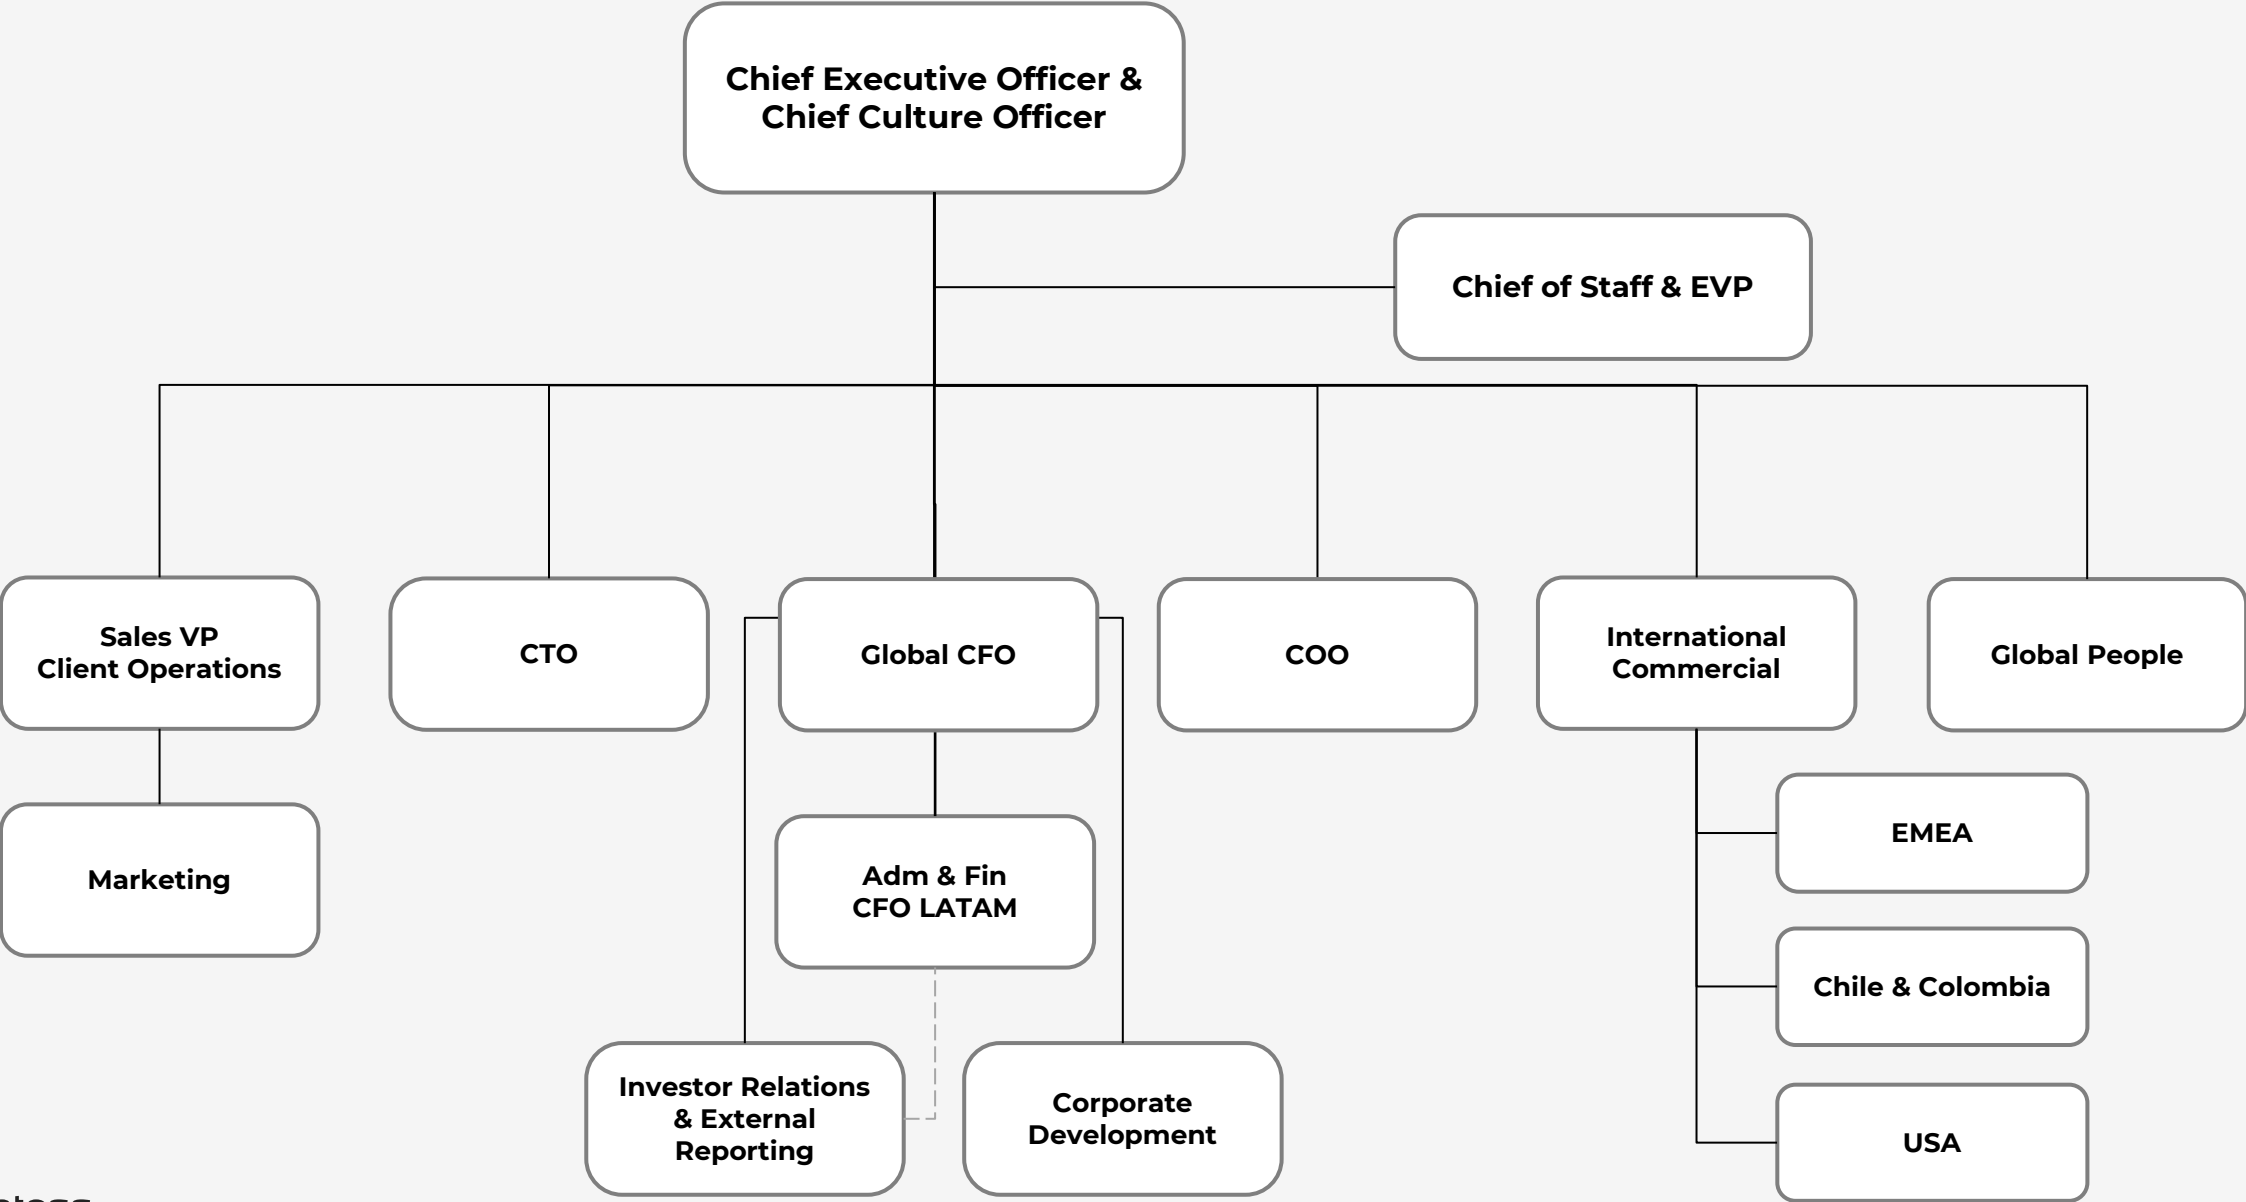 Chief Executive Officer &
Chief Culture Officer
Chief of Staff & EVP
Sales VP
Client Operations
CTO
Global CFO
COO
International
Commercial
Global People
Marketing
Adm & Fin
CFO LATAM
EMEA
Chile & Colombia
Investor Relations
& External
Reporting
Corporate
Development
USA